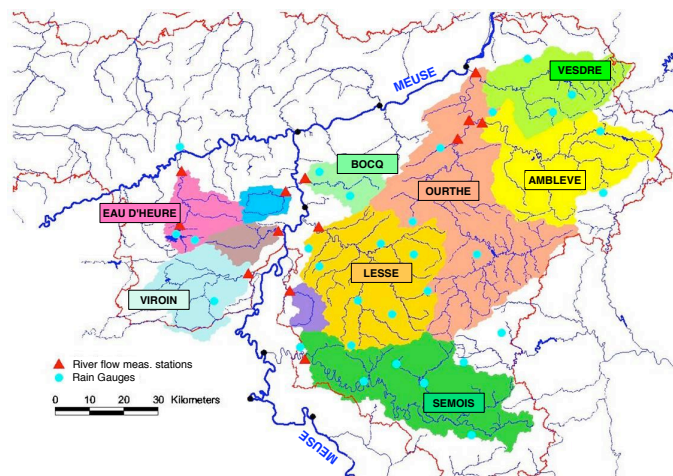 VESDRE
MEUSE
BOCQ
AMBLEVE
OURTHE
EAU D'HEURE
LESSE
VIROIN
River flow meas. stations
Rain Gauges
0 10 20 30 Kilometers
SEMOIS
MEUSE